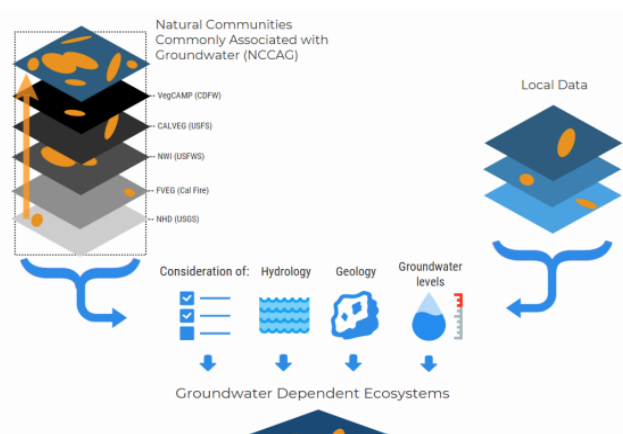 Natural Communities
Commonly Associated with
Groundwater (NCCAG)
VegCAMP (CDFW)
CALVEG (USFS)
NWI (USFWS)
FVEG (Cal Fire)
NHD (USGS)
Local Data
Consideration of:
Hydrology
Geology
Groundwater
levels
Groundwater Dependent Ecosystems